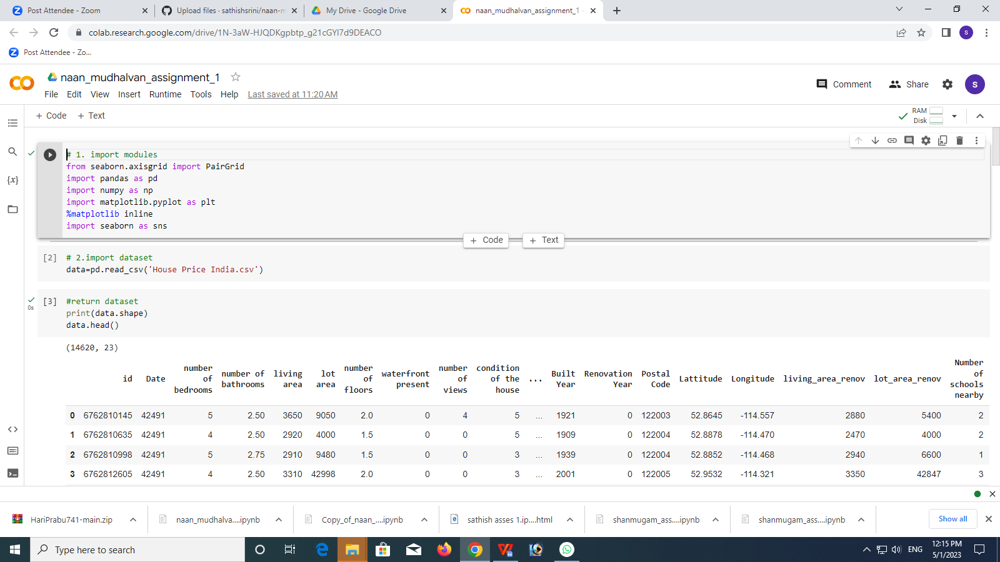 Post Attendee - Zoom
Upload files · sathishsrini/naan-m
My Drive - Google Drive
naan_mudhalvan_assignment_1 -
colab.research.google.com/drive/1N-3aW-HJQDKgpbtp_g21cGYI7d9DEACO
S
Post Attendee - Zo...
naan_mudhalvan_assignment_1
File Edit View Insert Runtime Tools Help Last saved at 11:20 AM
Comment Share S
+ Code + Text
RAM
Disk
# 1. import modules
from seaborn.axisgrid import PairGrid
import pandas as pd
import numpy as np
import matplotlib.pyplot as plt
%matplotlib inline
import seaborn as sns
+ Code + Text
[2] # 2.import dataset
data=pd.read_csv('House Price India.csv')
0s
[3] #return dataset
print(data.shape)
data.head()
(14620, 23)
id Date number of bedrooms number of bathrooms living area lot area number of floors waterfront present number of views condition of the house ... Built Year Renovation Year Postal Code Lattitude Longitude living_area_renov lot_area_renov Number of schools nearby
0 6762810145 42491 5 2.50 3650 9050 2.0 0 4 5 ... 1921 0 122003 52.8645 -114.557 2880 5400 2
1 6762810635 42491 4 2.50 2920 4000 1.5 0 0 5 ... 1909 0 122004 52.8878 -114.470 2470 4000 2
2 6762810998 42491 5 2.75 2910 9480 1.5 0 0 3 ... 1939 0 122004 52.8852 -114.468 2940 6600 1
3 6762812605 42491 4 2.50 3310 42998 2.0 0 0 3 ... 2001 0 122005 52.9532 -114.321 3350 42847 3
HariPrabu741-main.zip
naan_mudhalva....ipynb
Copy_of_naan_....ipynb
sathish asses 1.ip....html
shanmugam_ass....ipynb
shanmugam_ass....ipynb
Show all
Type here to search
ENG
12:15 PM
5/1/2023